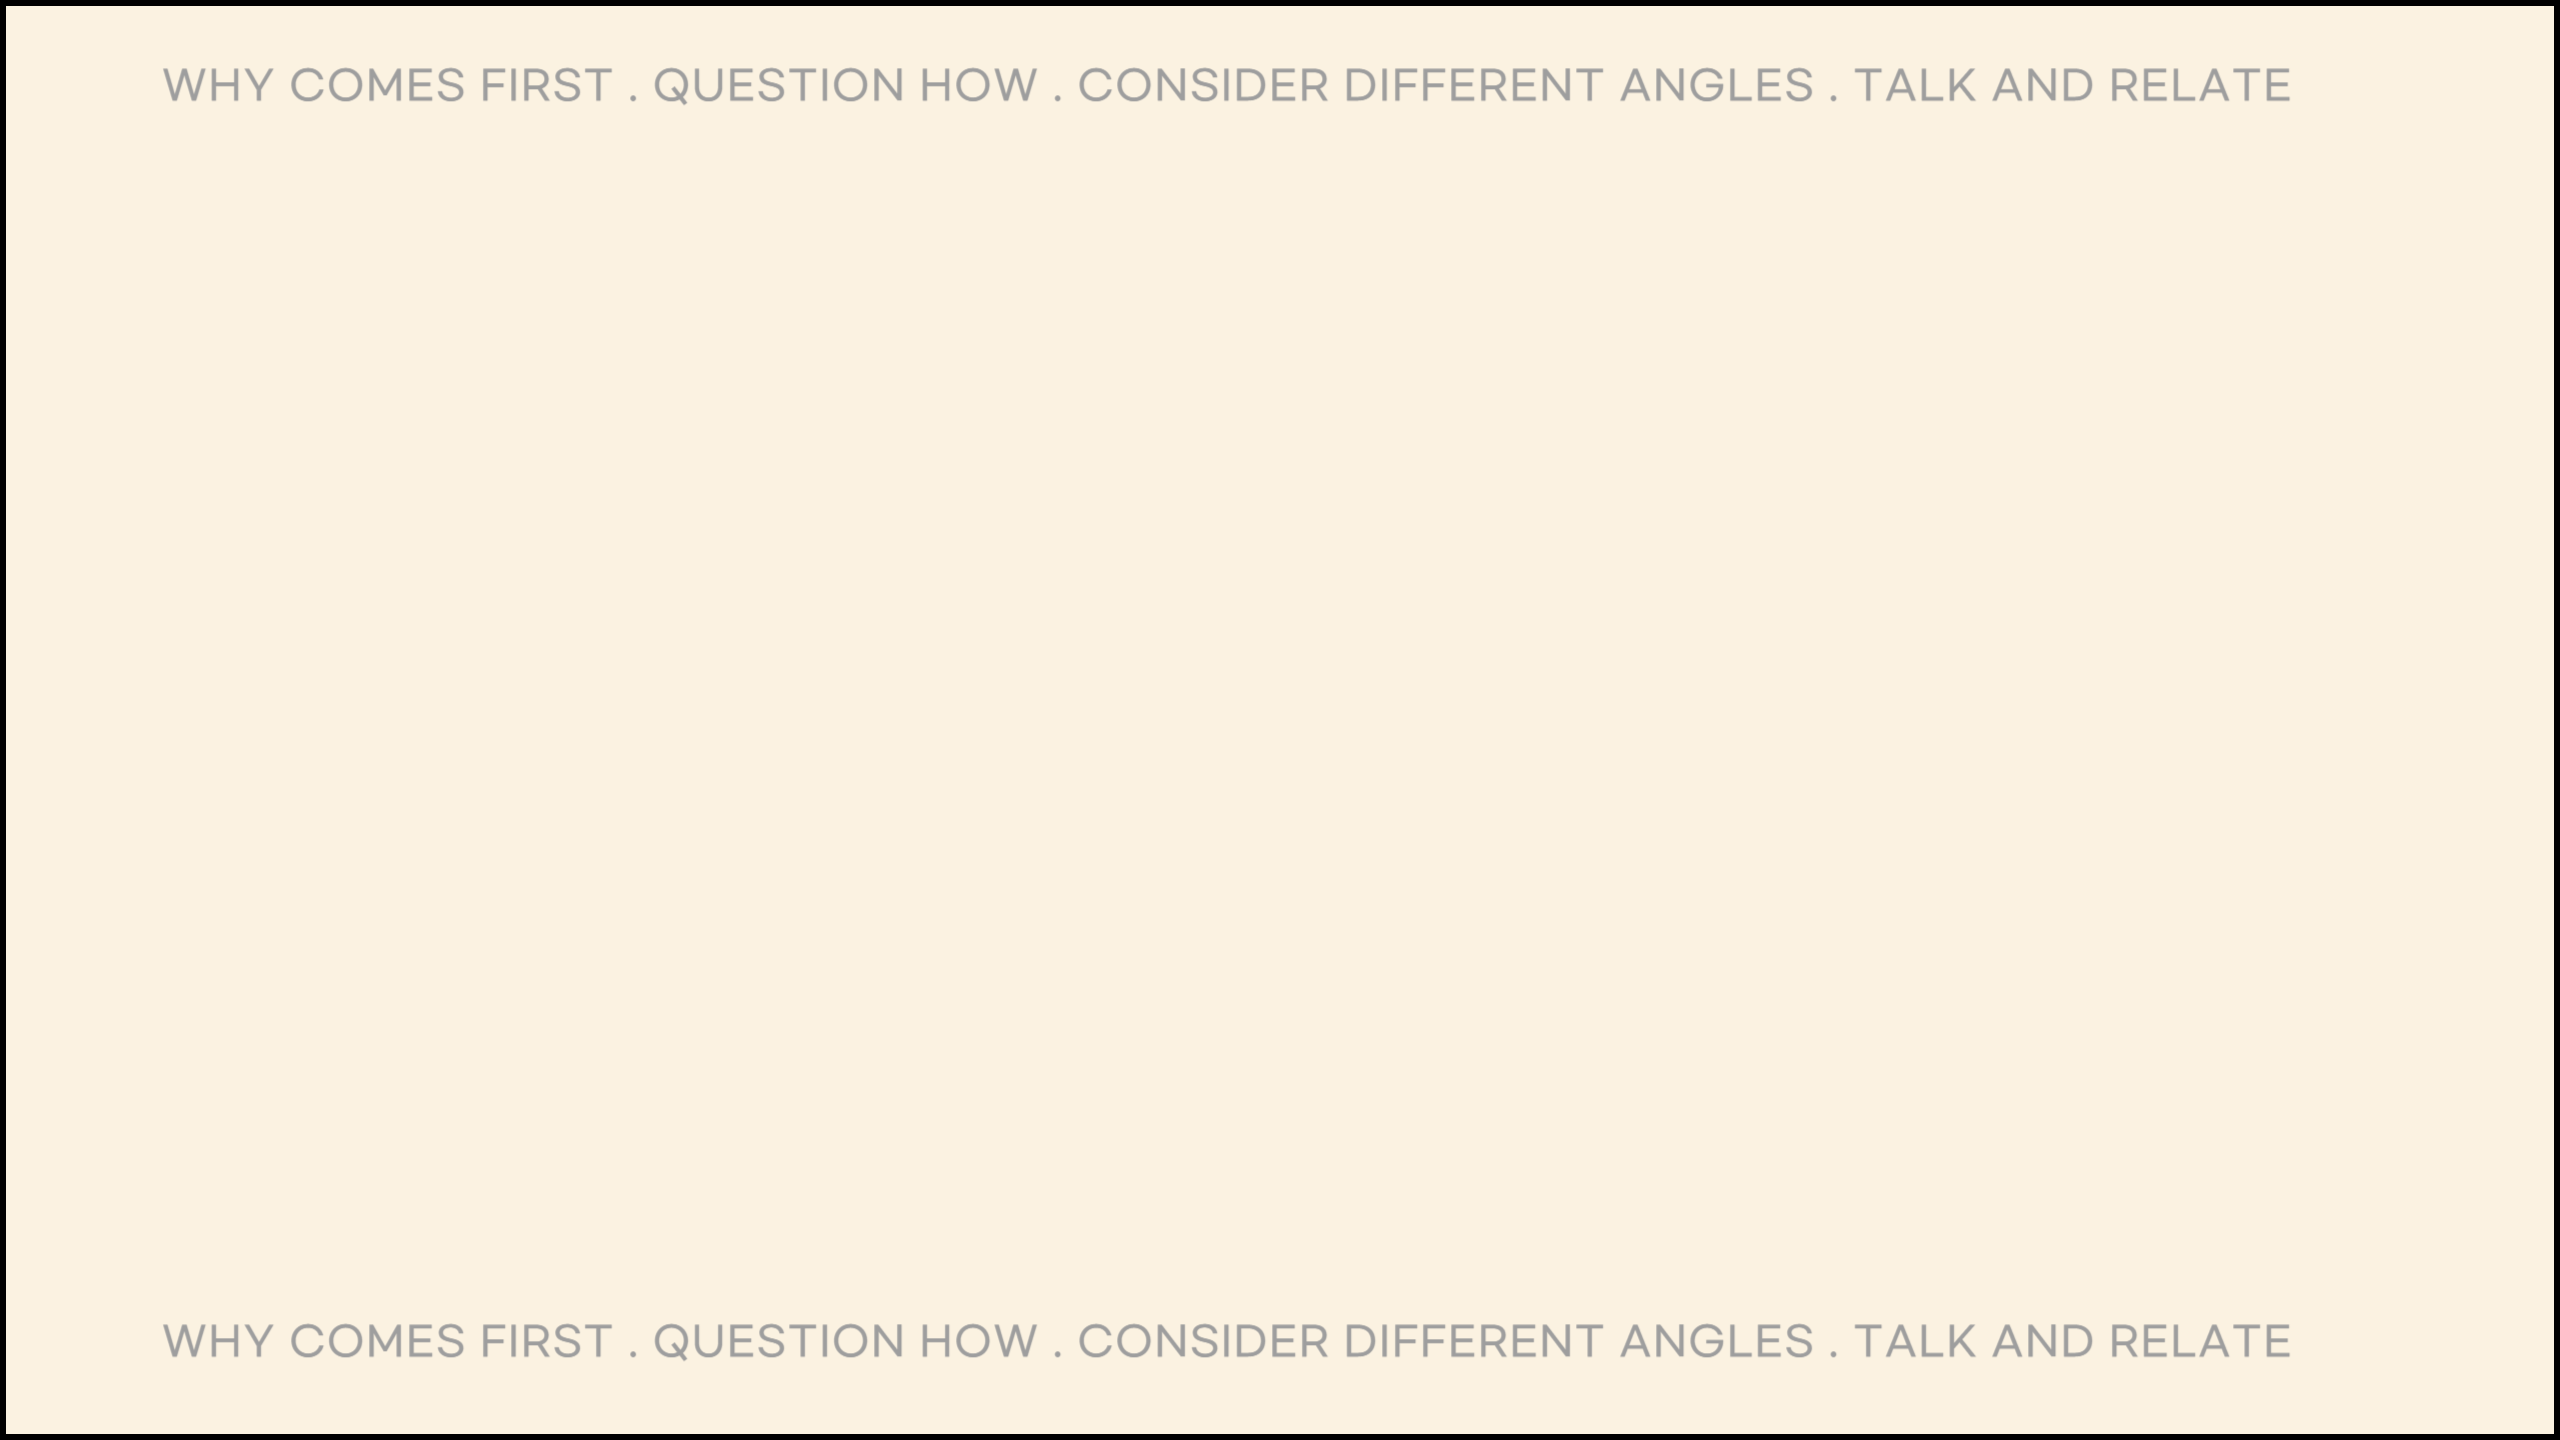 WHY COMES FIRST . QUESTION HOW . CONSIDER DIFFERENT ANGLES . TALK AND RELATE
WHY COMES FIRST . QUESTION HOW . CONSIDER DIFFERENT ANGLES . TALK AND RELATE